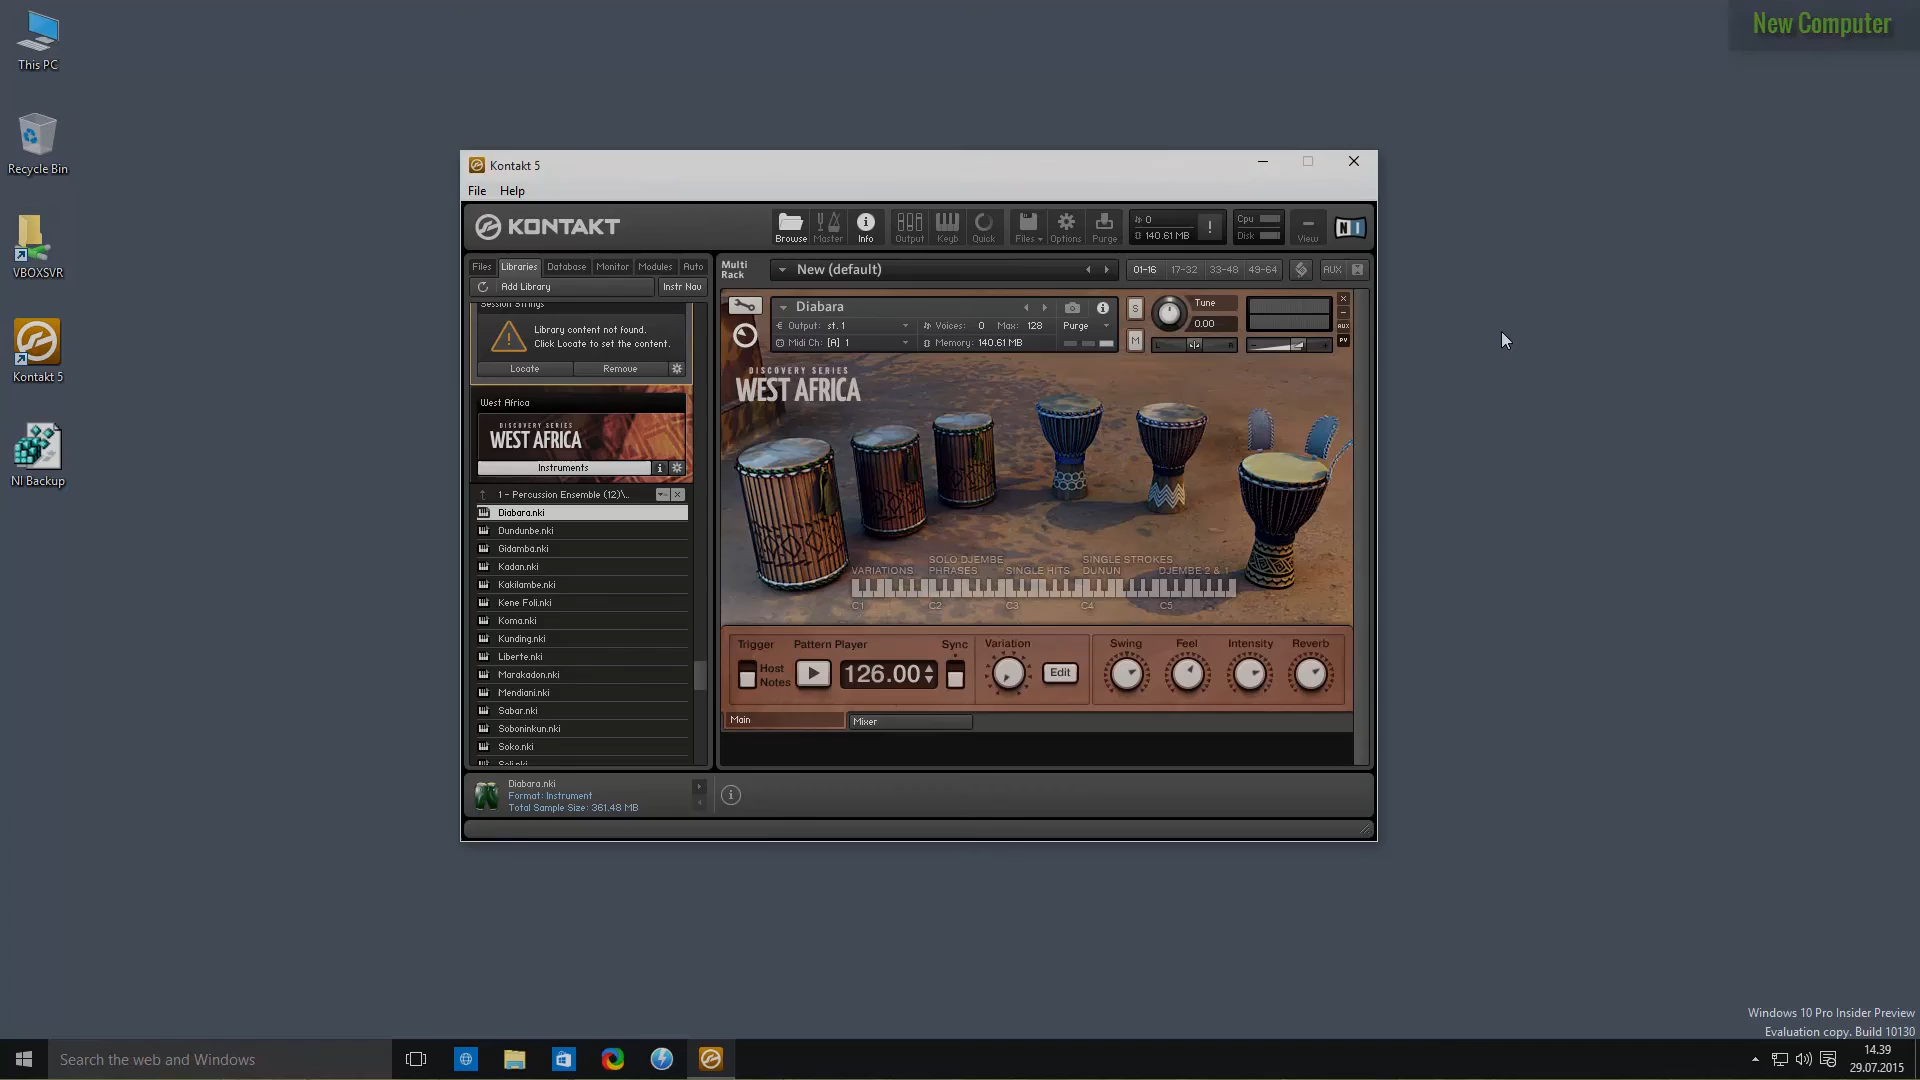 New Computer
This PC
Recycle Bin
VBOXSVR
Kontakt 5
NI Backup
Kontakt 5
File Help
KONTAKT
Browse Master Info Output Keyb Quick Files Options Purge
0
140.61 MB
!
Cpu
Disk
View
NI
Files Libraries Database Monitor Modules Auto
Add Library Instr Nav
Session Strings
Library content not found.
Click Locate to set the content.
Locate Remove
West Africa
DISCOVERY SERIES
WEST AFRICA
Instruments
1 - Percussion Ensemble (12)\..
Diabara.nki
Dundunbe.nki
Gidamba.nki
Kadan.nki
Kakilambe.nki
Kene Foli.nki
Koma.nki
Kunding.nki
Liberte.nki
Marakadon.nki
Mendiani.nki
Sabar.nki
Soboninkun.nki
Soko.nki
Multi
Rack
New (default)
01-16 17-32 33-48 49-64 AUX
Diabara
Output: st. 1 Voices: 0 Max: 128 Purge
Midi Ch: [A] 1 Memory: 140.61 MB
S
M
Tune
0.00
L R
AUX
PV
DISCOVERY SERIES
WEST AFRICA
VARIATIONS
SOLO DJEMBE
PHRASES
SINGLE HITS
SINGLE STROKES
DUNUN
DJEMBE 2 & 1
C1 C2 C3 C4 C5
Trigger Pattern Player Sync Variation Swing Feel Intensity Reverb
Host
Notes
126.00
Edit
Main Mixer
Diabara.nki
Format: Instrument
Total Sample Size: 361.48 MB
Windows 10 Pro Insider Preview
Evaluation copy. Build 10130
Search the web and Windows
14.39
29.07.2015